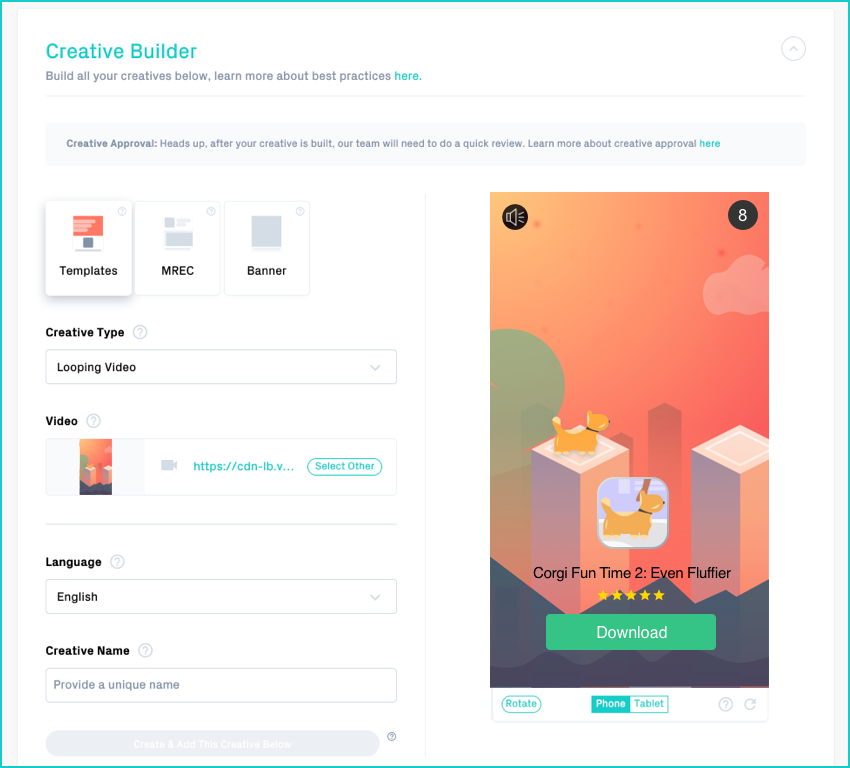 Creative Builder
Build all your creatives below, learn more about best practices here.
Creative Approval: Heads up, after your creative is built, our team will need to do a quick review. Learn more about creative approval here
Templates
MREC
Banner
Creative Type
Looping Video
Video
https://cdn-lb.v...
Select Other
Language
English
Creative Name
Provide a unique name
Create & Add This Creative Below
8
Corgi Fun Time 2: Even Fluffier
Download
Rotate
Phone
Tablet